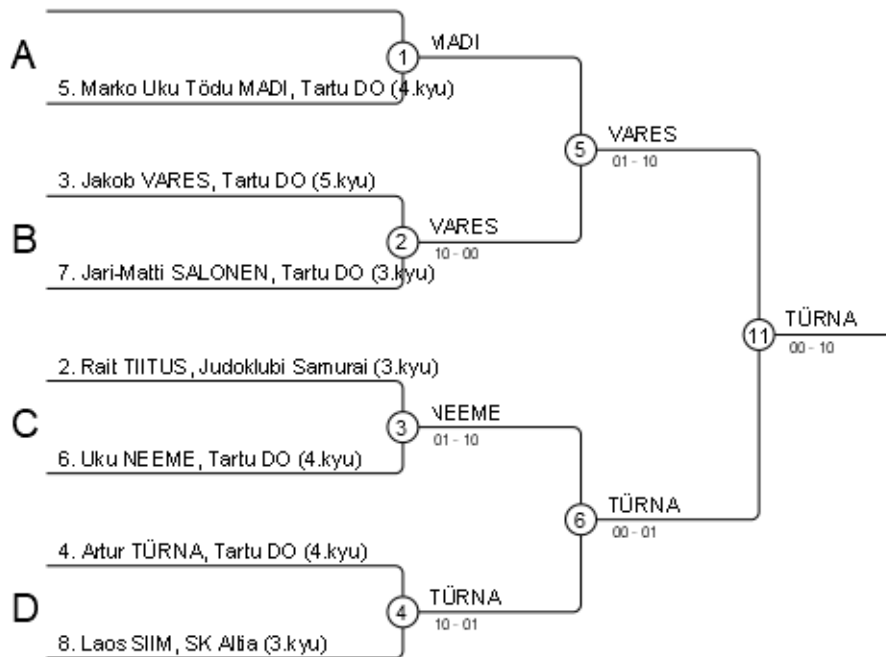 A
1
MADI
5. Marko Uku Tõdu MADI, Tartu DO (4.kyu)
5
VARES
01 - 10
3. Jakob VARES, Tartu DO (5.kyu)
B
2
VARES
10 - 00
7. Jari-Matti SALONEN, Tartu DO (3.kyu)
11
TÜRNA
00 - 10
2. Rait TIITUS, Judoklubi Samurai (3.kyu)
C
3
NEEME
01 - 10
6. Uku NEEME, Tartu DO (4.kyu)
6
TÜRNA
00 - 01
4. Artur TÜRNA, Tartu DO (4.kyu)
D
4
TÜRNA
10 - 01
8. Laos SIIM, SK Altia (3.kyu)